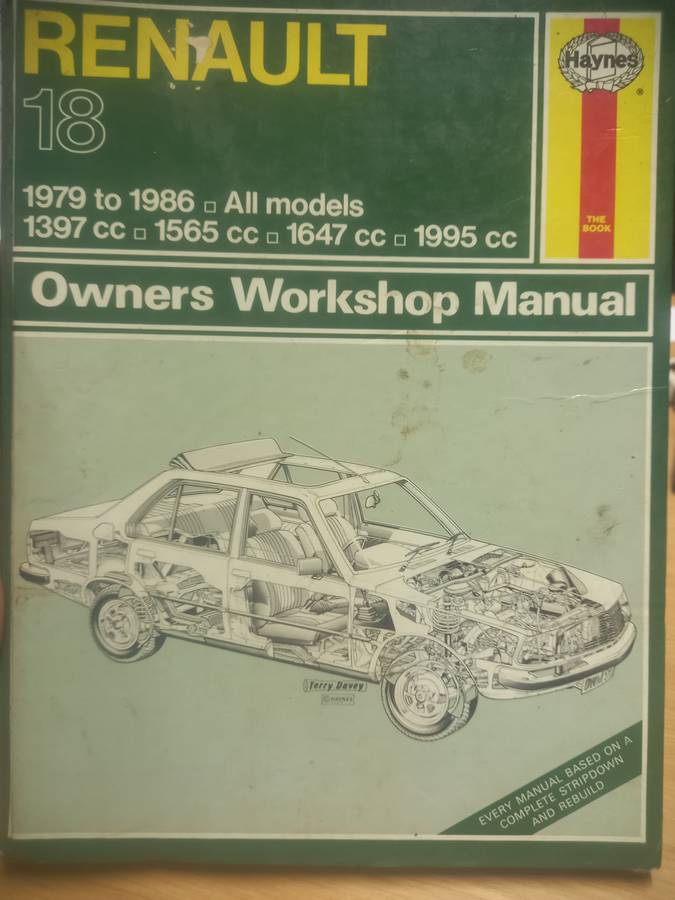 RENAULT
18
1979 to 1986 □ All models
1397 cc □ 1565 cc □ 1647 cc □ 1995 cc
Haynes
®
THE
BOOK
Owners Workshop Manual
Terry Davey
© HAYNES
EVERY MANUAL BASED ON A
COMPLETE STRIPDOWN
AND REBUILD